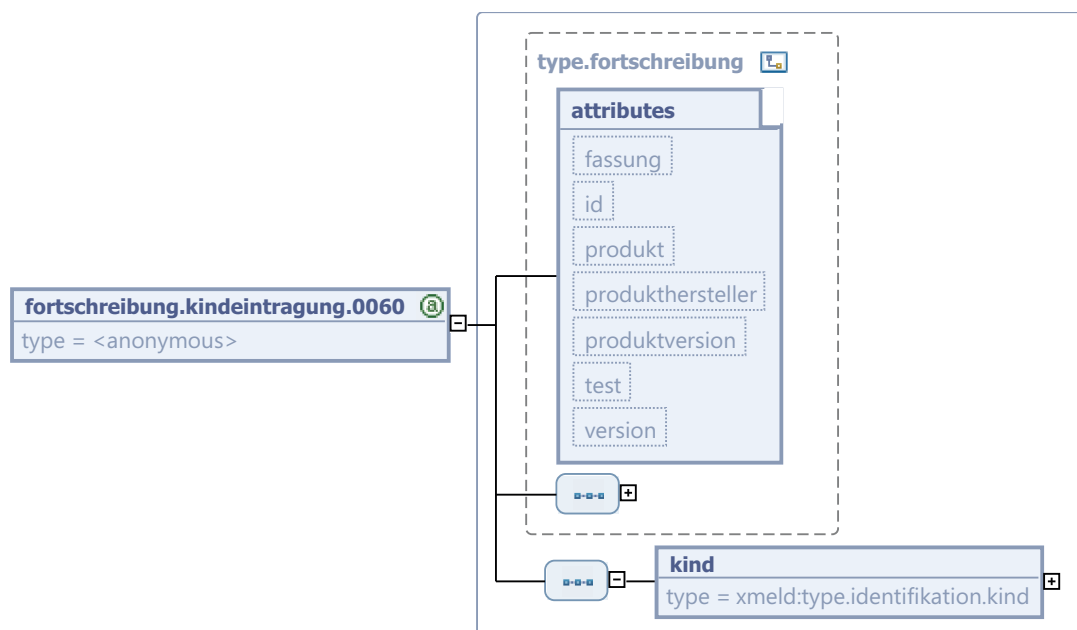 type.fortschreibung
attributes
fassung
id
produkt
produkthersteller
produktversion
test
version
fortschreibung.kindeintragung.0060
type = <anonymous>
kind
type = xmeld:type.identifikation.kind